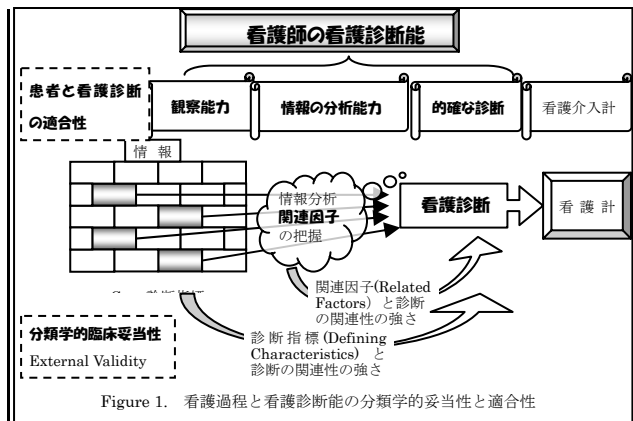 看護師の看護診断能
患者と看護診断
の適合性
観察能力
情報の分析能力
的確な診断
看護介入計
情報
情報分析
関連因子
の把握
看護診断
看護計
関連因子(Related
Factors) と診断
の関連性の強さ
分類学的臨床妥当性
External Validity
診断指標(Defining
Characteristics) と
診断の関連性の強さ
Figure 1. 看護過程と看護診断能の分類学的妥当性と適合性